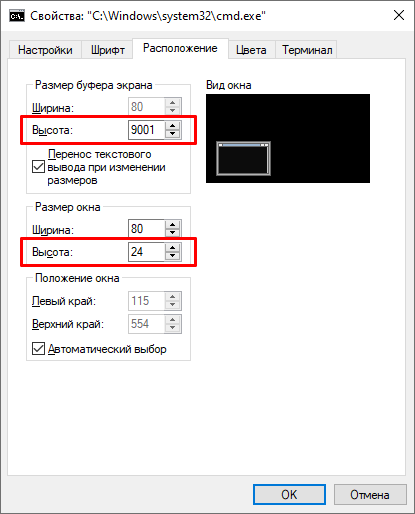 Свойства: "C:\Windows\system32\cmd.exe"
Настройки Шрифт Расположение Цвета Терминал
Размер буфера экрана
Ширина: 80
Высота: 9001
Перенос текстового
вывода при изменении
размеров
Вид окна
Размер окна
Ширина: 80
Высота: 24
Положение окна
Левый край: 115
Верхний край: 554
Автоматический выбор
OK Отмена